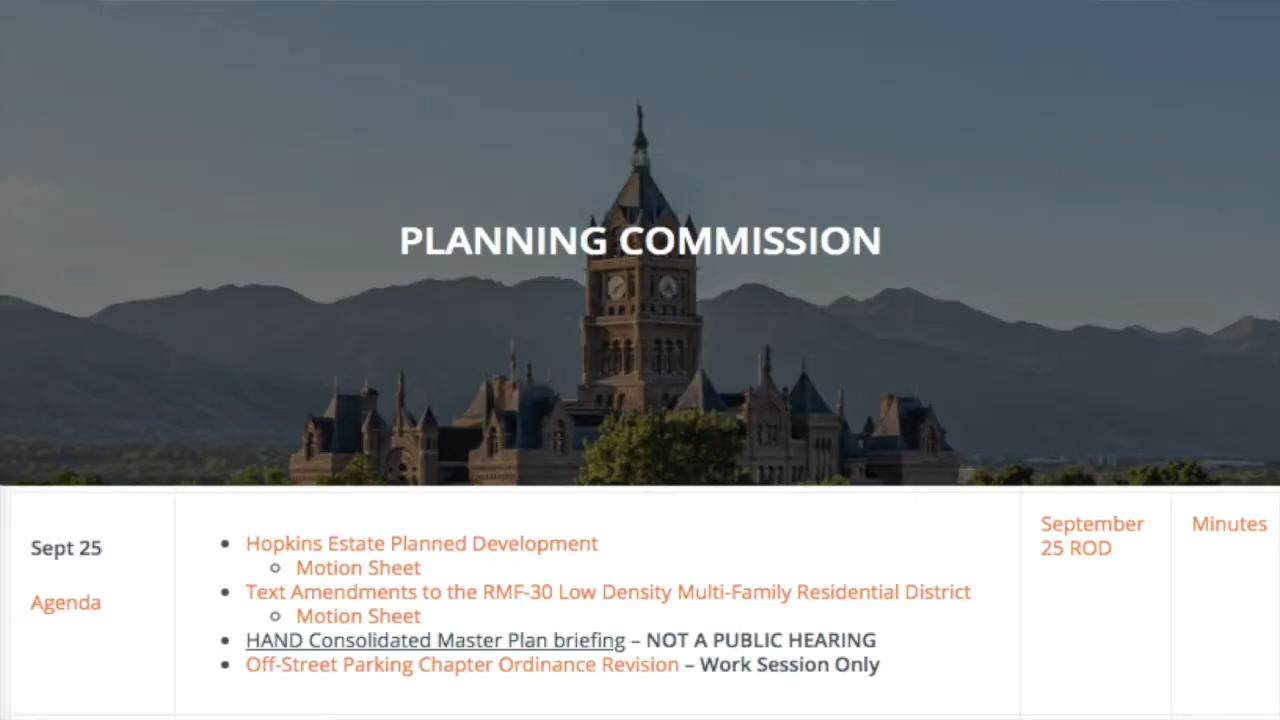 PLANNING COMMISSION
Sept 25
Agenda
Hopkins Estate Planned Development
Motion Sheet
Text Amendments to the RMF-30 Low Density Multi-Family Residential District
Motion Sheet
HAND Consolidated Master Plan briefing – NOT A PUBLIC HEARING
Off-Street Parking Chapter Ordinance Revision – Work Session Only
September
25 ROD
Minutes